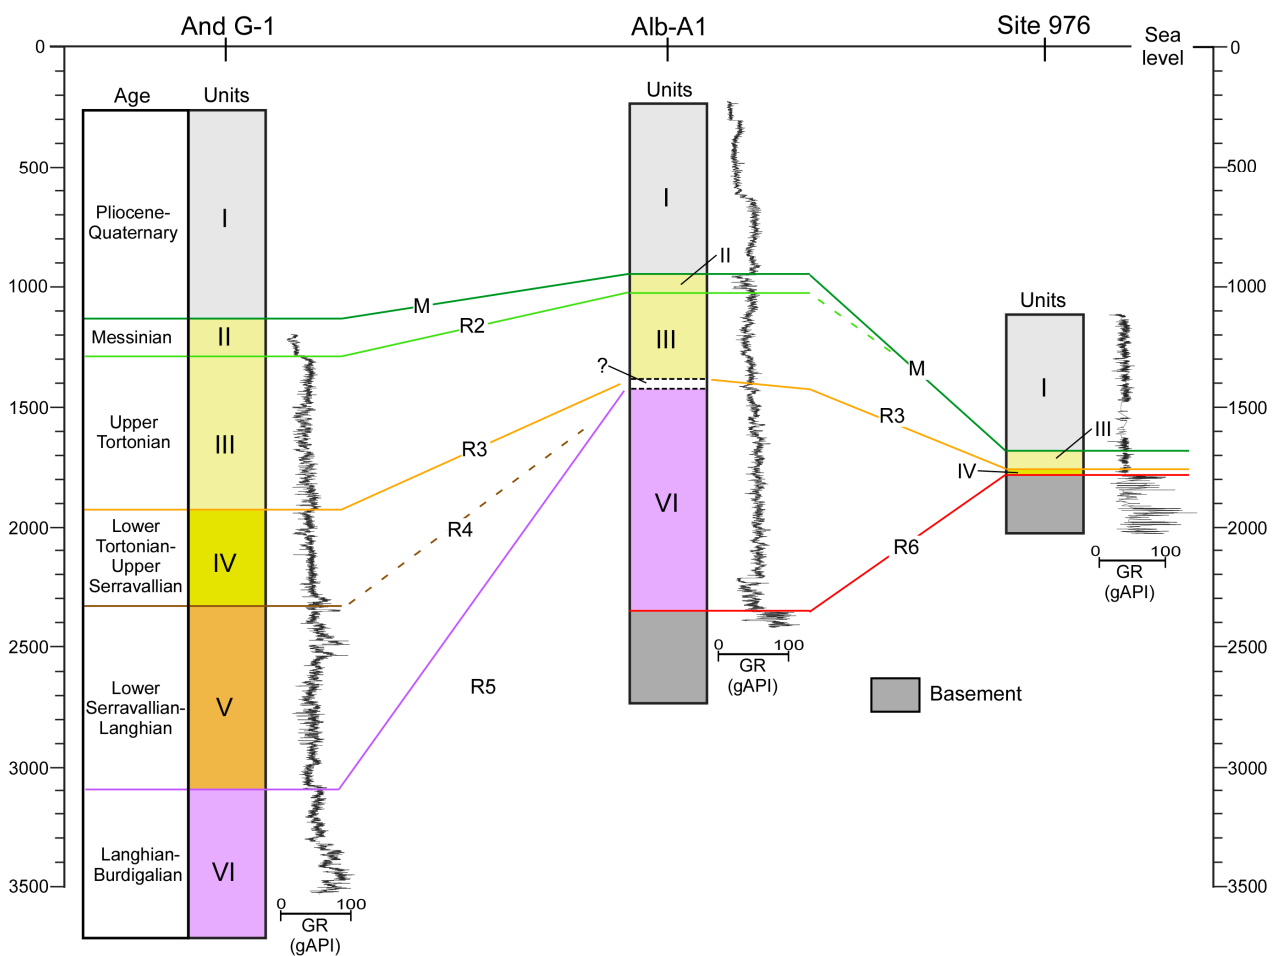 And G-1
Alb-A1
Site 976
Sea
level
0
500
1000
1500
2000
2500
3000
3500
0
500
1000
1500
2000
2500
3000
3500
Age
Units
Pliocene-
Quaternary
I
Messinian
II
Upper
Tortonian
III
Lower
Tortonian-
Upper
Serravallian
IV
Lower
Serravallian-
Langhian
V
Langhian-
Burdigalian
VI
0 100
GR
(gAPI)
M
R2
R3
R4
R5
Units
I
II
III
?
VI
0 100
GR
(gAPI)
M
R3
R6
Units
I
III
IV
0 100
GR
(gAPI)
Basement